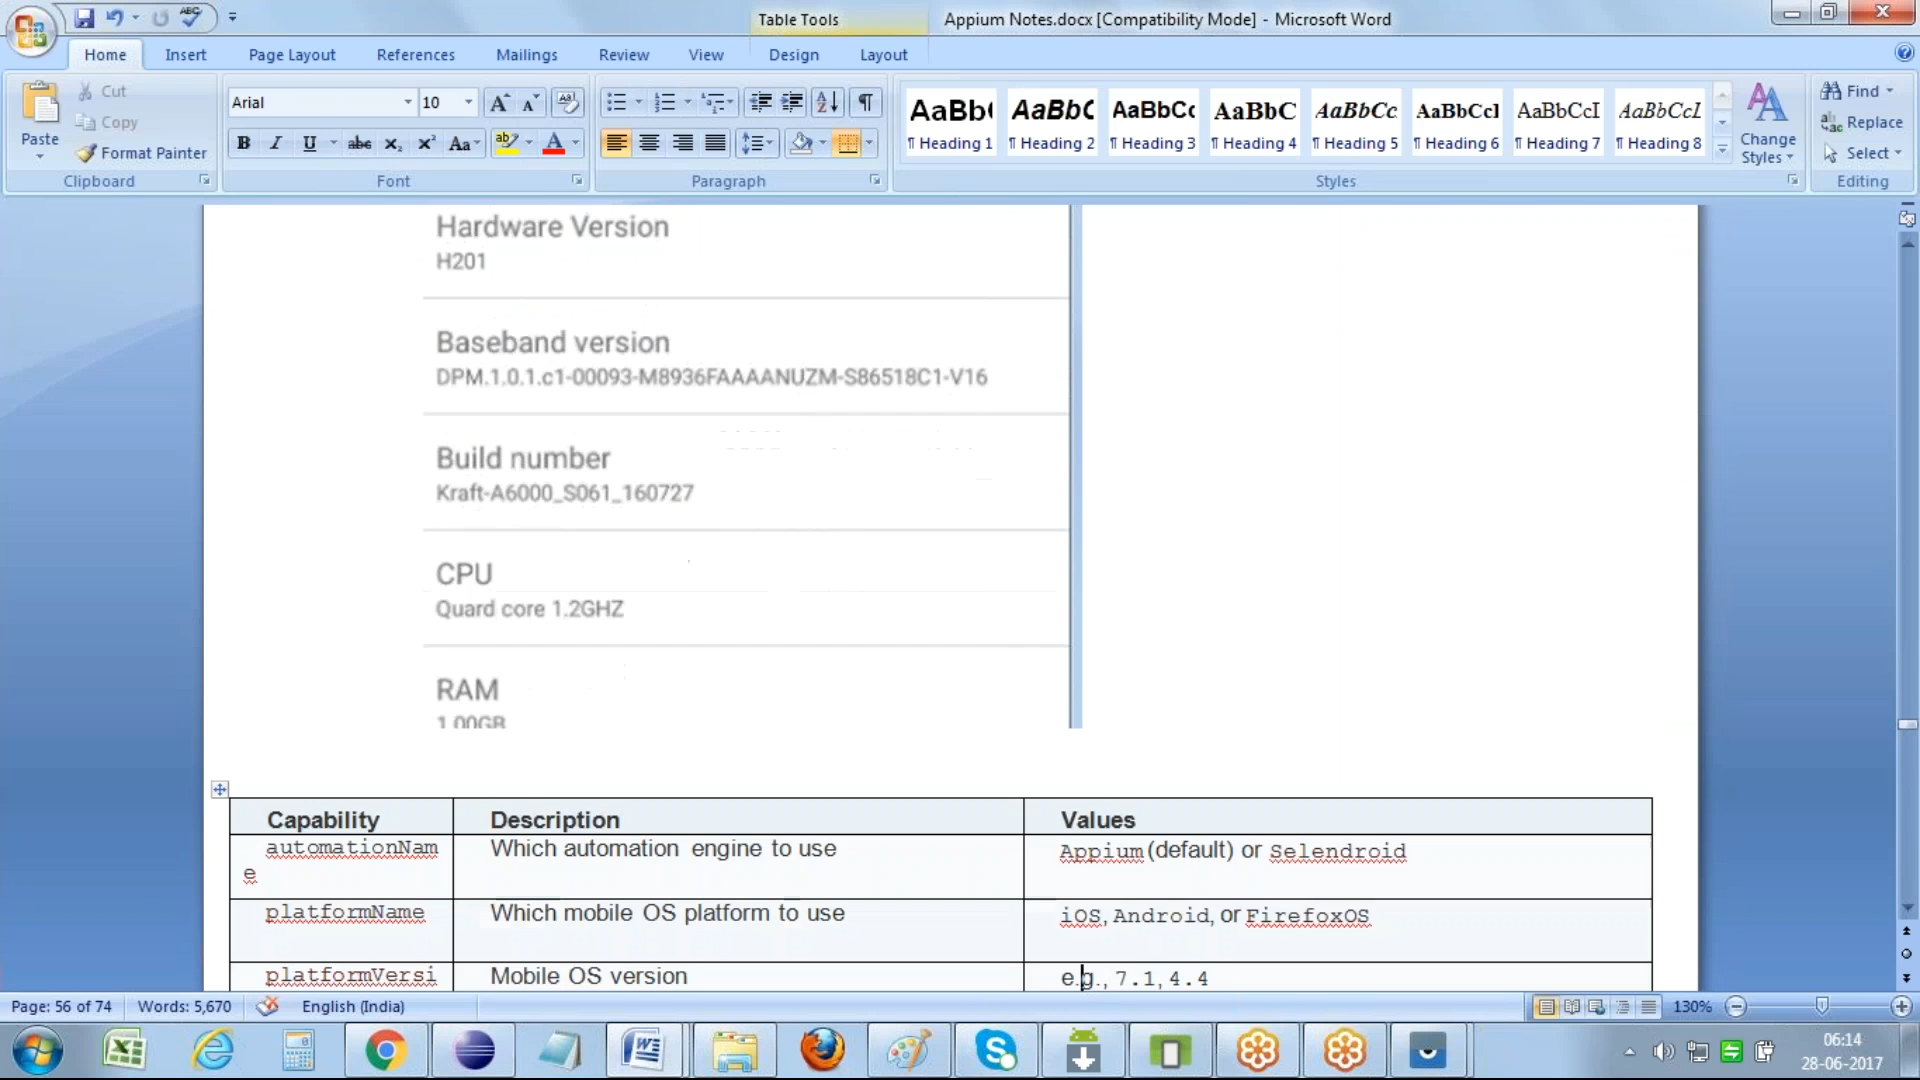 Table Tools
Appium Notes.docx [Compatibility Mode] - Microsoft Word
Home Insert Page Layout References Mailings Review View Design Layout
Paste
Cut
Copy
Format Painter
Clipboard
Arial 10
Font
Paragraph
AaBb( AaBbC AaBbCc AaBbC AaBbCc AaBbCcI AaBbCcI AaBbCcI
¶ Heading 1 ¶ Heading 2 ¶ Heading 3 ¶ Heading 4 ¶ Heading 5 ¶ Heading 6 ¶ Heading 7 ¶ Heading 8
Change
Styles
Styles
Find
Replace
Select
Editing
Hardware Version
H201
Baseband version
DPM.1.0.1.c1-00093-M8936FAAAANUZM-S86518C1-V16
Build number
Kraft-A6000_S061_160727
CPU
Quard core 1.2GHZ
RAM
1.00GB
Capability Description Values
automationNam
e
Which automation engine to use
Appium (default) or Selendroid
platformName Which mobile OS platform to use iOS, Android, or FirefoxOS
platformVersi Mobile OS version e.g., 7.1, 4.4
Page: 56 of 74 Words: 5,670 English (India) 130%
06:14
28-06-2017